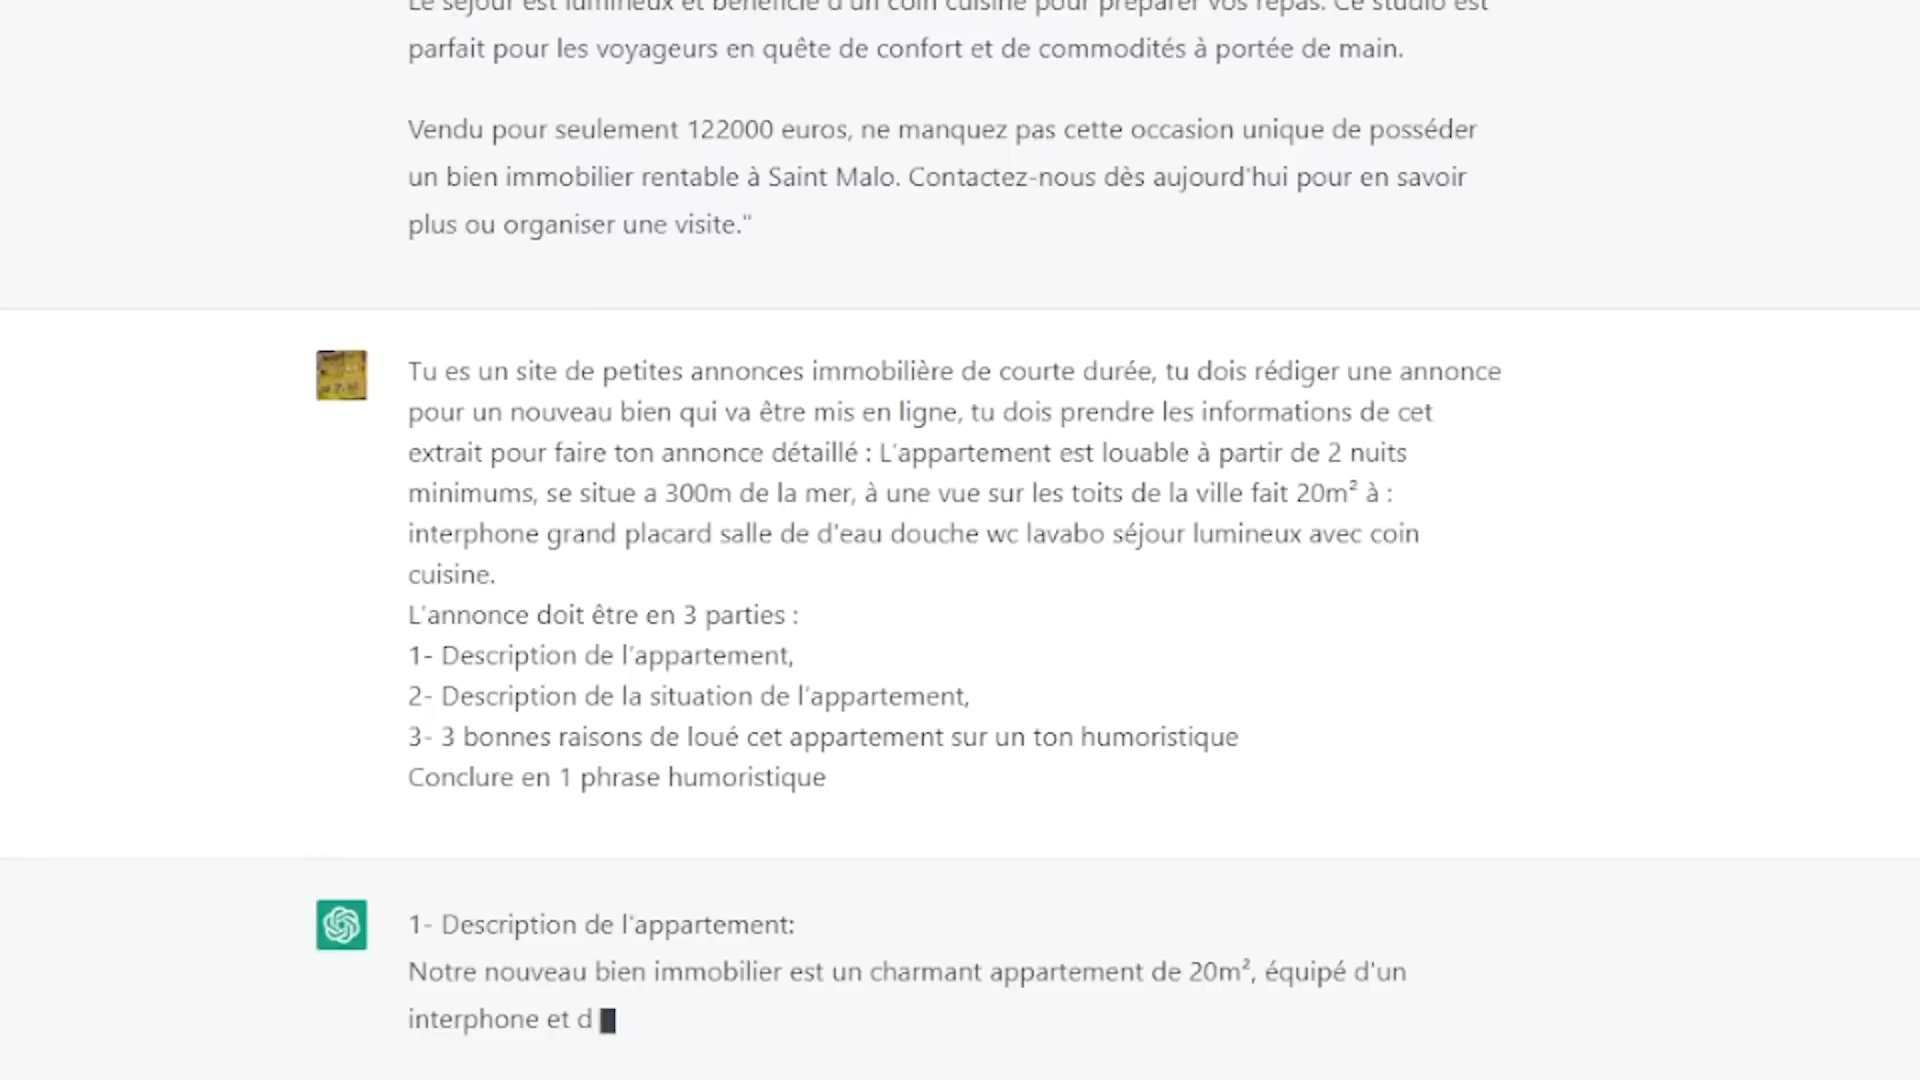 Le séjour est lumineux et bénéficie d'un coin cuisine pour préparer vos repas. Ce studio est
parfait pour les voyageurs en quête de confort et de commodités à portée de main.
Vendu pour seulement 122000 euros, ne manquez pas cette occasion unique de posséder
un bien immobilier rentable à Saint Malo. Contactez-nous dès aujourd'hui pour en savoir
plus ou organiser une visite."
Tu es un site de petites annonces immobilière de courte durée, tu dois rédiger une annonce
pour un nouveau bien qui va être mis en ligne, tu dois prendre les informations de cet
extrait pour faire ton annonce détaillé : L'appartement est louable à partir de 2 nuits
minimums, se situe a 300m de la mer, à une vue sur les toits de la ville fait 20m² à :
interphone grand placard salle de d'eau douche wc lavabo séjour lumineux avec coin
cuisine.
L'annonce doit être en 3 parties :
1- Description de l'appartement,
2- Description de la situation de l'appartement,
3- 3 bonnes raisons de loué cet appartement sur un ton humoristique
Conclure en 1 phrase humoristique
1- Description de l'appartement:
Notre nouveau bien immobilier est un charmant appartement de 20m², équipé d'un
interphone et d